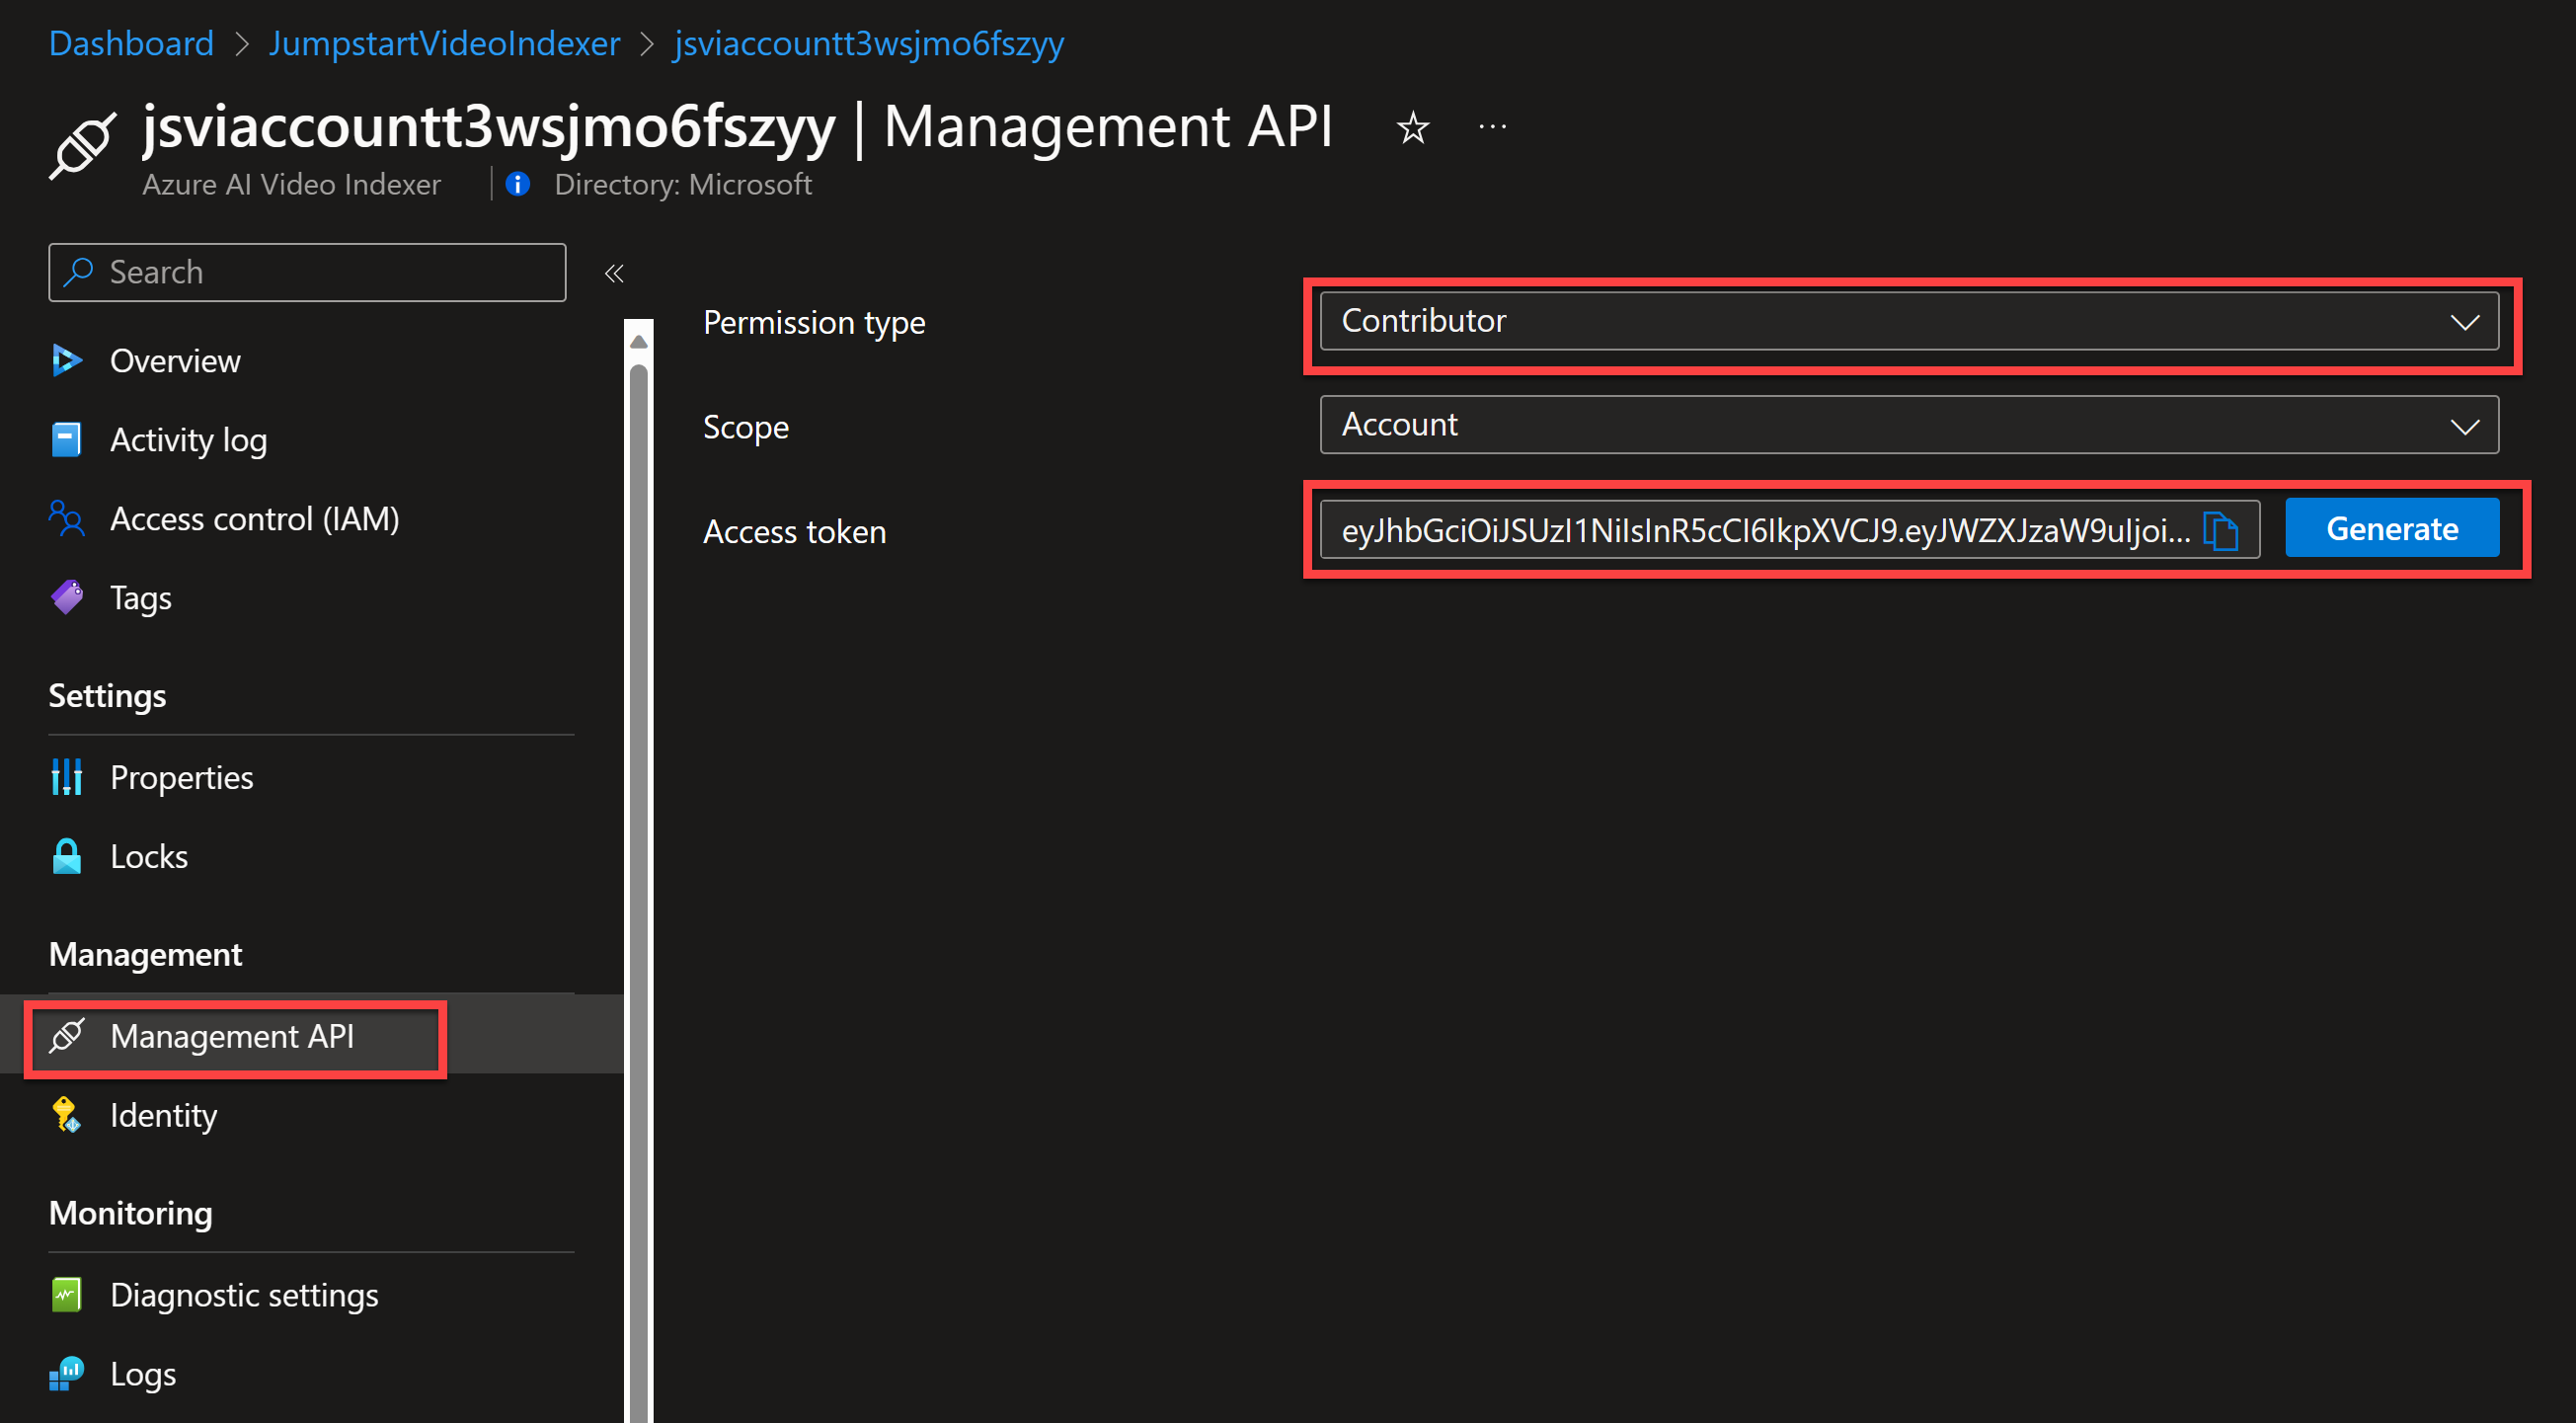 Dashboard > JumpstartVideoIndexer > jsviaccountt3wsjmo6fszyy
jsviaccountt3wsjmo6fszyy | Management API
Azure AI Video Indexer | Directory: Microsoft
Search
Overview
Activity log
Access control (IAM)
Tags
Settings
Properties
Locks
Management
Management API
Identity
Monitoring
Diagnostic settings
Logs
Permission type
Contributor
Scope
Account
Access token
eyJhbGciOiJSUzI1NiIsInR5cCI6IkpXVCJ9.eyJWZXJzaW9uIjoi...
Generate